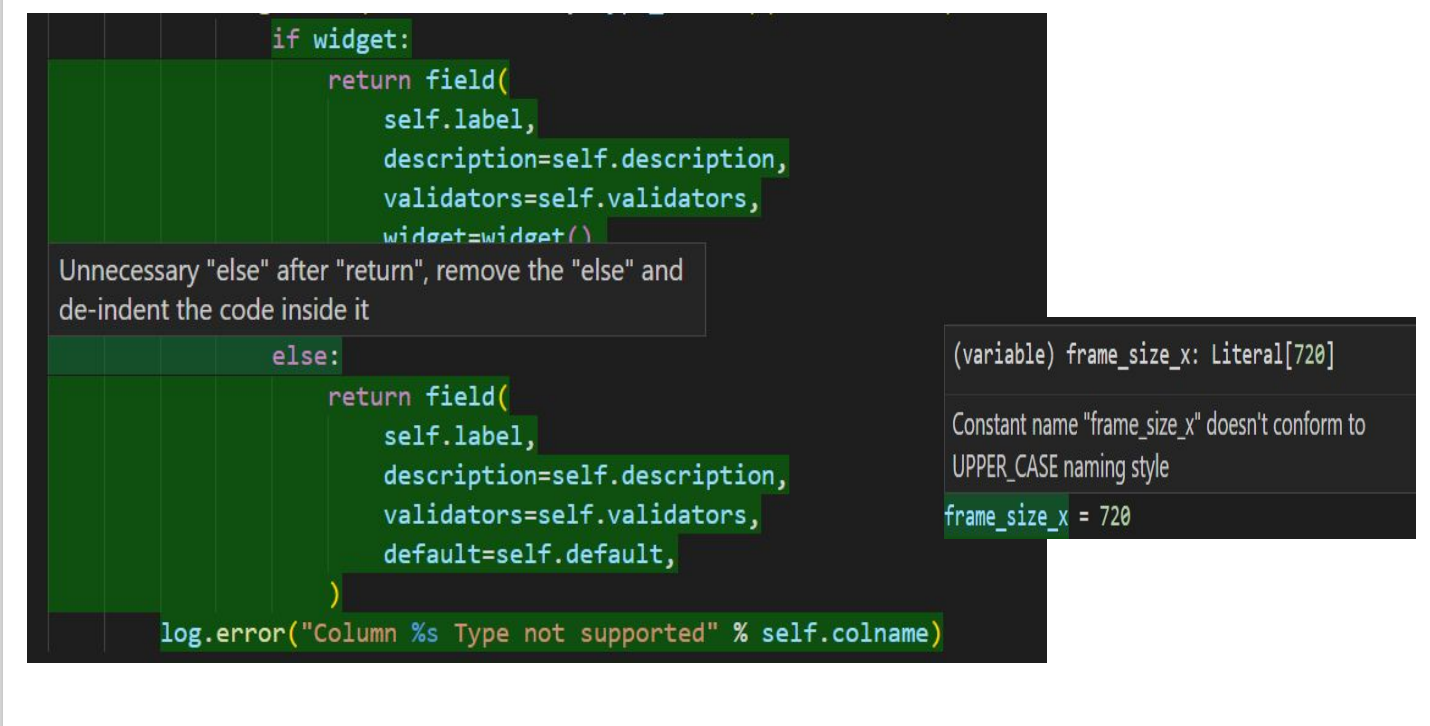 if widget:
return field(
self.label,
description=self.description,
validators=self.validators,
widget=widget()
Unnecessary "else" after "return", remove the "else" and
de-indent the code inside it
else:
return field(
self.label,
description=self.description,
validators=self.validators,
default=self.default,
)
log.error("Column %s Type not supported" % self.colname)
(variable) frame_size_x: Literal[720]
Constant name "frame_size_x" doesn't conform to
UPPER_CASE naming style
frame_size_x = 720